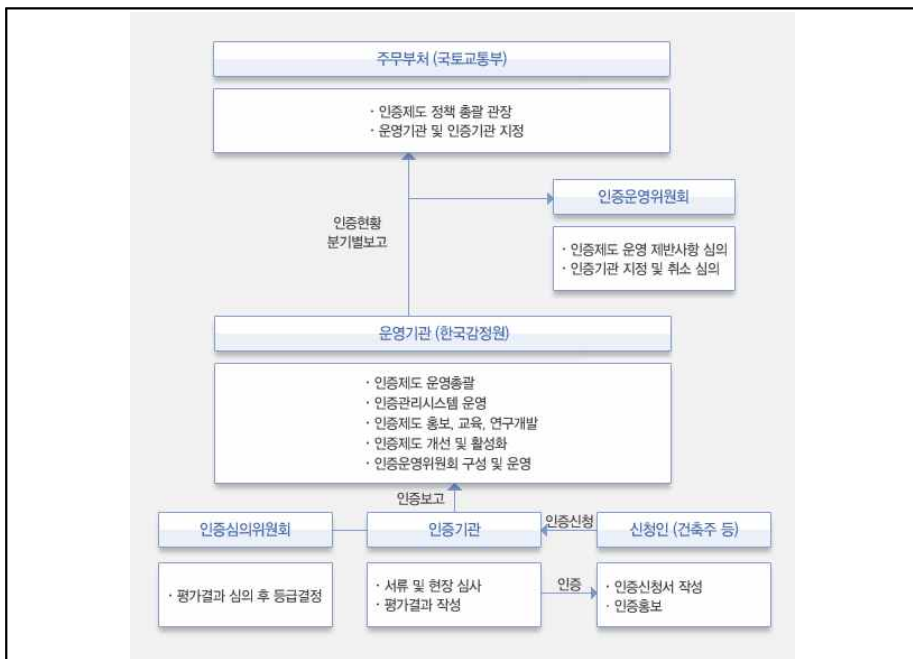 주무부처 (국토교통부)
· 인증제도 정책 총괄 관장
· 운영기관 및 인증기관 지정
인증현황
분기별보고
인증운영위원회
· 인증제도 운영 제반사항 심의
· 인증기관 지정 및 취소 심의
운영기관 (한국감정원)
· 인증제도 운영총괄
· 인증관리시스템 운영
· 인증제도 홍보, 교육, 연구개발
· 인증제도 개선 및 활성화
· 인증운영위원회 구성 및 운영
인증보고
인증심의위원회
· 평가결과 심의 후 등급결정
인증기관
· 서류 및 현장 심사
· 평가결과 작성
인증신청
인증
신청인 (건축주 등)
· 인증신청서 작성
· 인증홍보